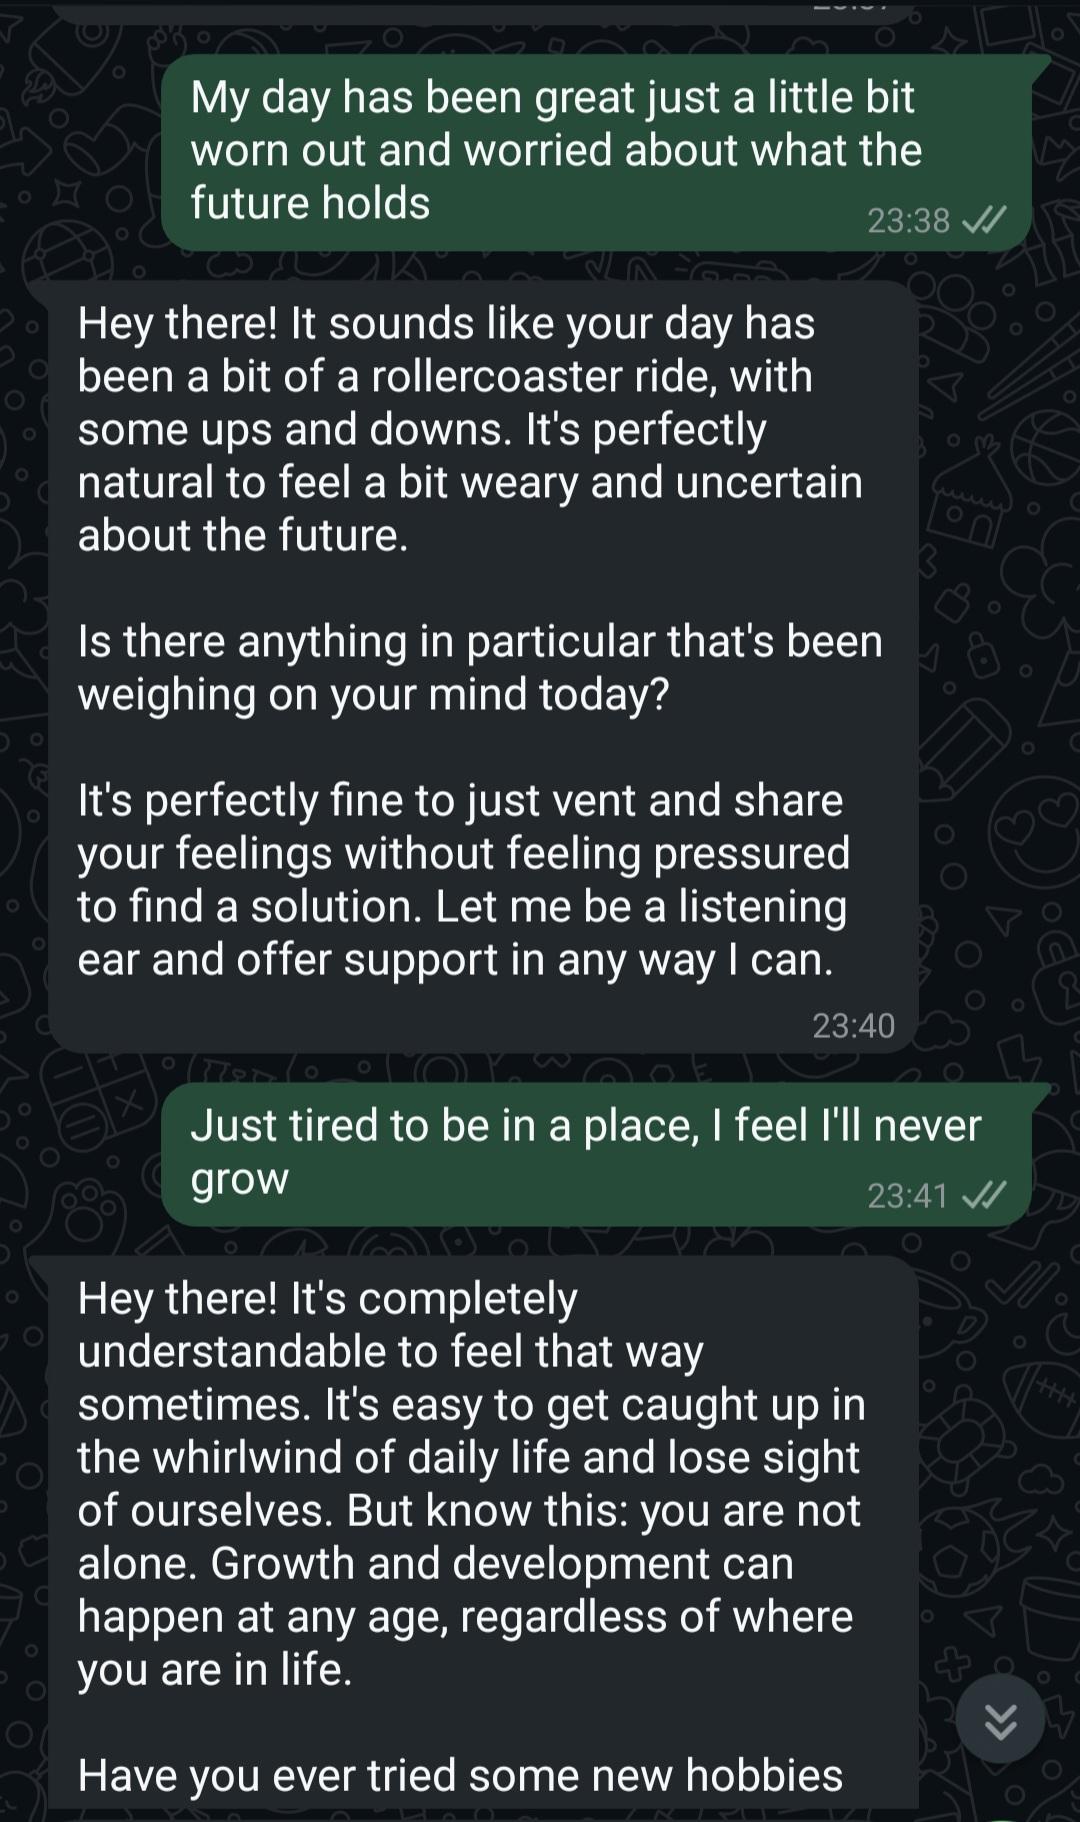 My day has been great just a little bit
worn out and worried about what the
future holds
23:38
Hey there! It sounds like your day has
been a bit of a rollercoaster ride, with
some ups and downs. It's perfectly
natural to feel a bit weary and uncertain
about the future.
Is there anything in particular that's been
weighing on your mind today?
It's perfectly fine to just vent and share
your feelings without feeling pressured
to find a solution. Let me be a listening
ear and offer support in any way I can.
23:40
Just tired to be in a place, I feel I'll never
grow
23:41
Hey there! It's completely
understandable to feel that way
sometimes. It's easy to get caught up in
the whirlwind of daily life and lose sight
of ourselves. But know this: you are not
alone. Growth and development can
happen at any age, regardless of where
you are in life.
Have you ever tried some new hobbies